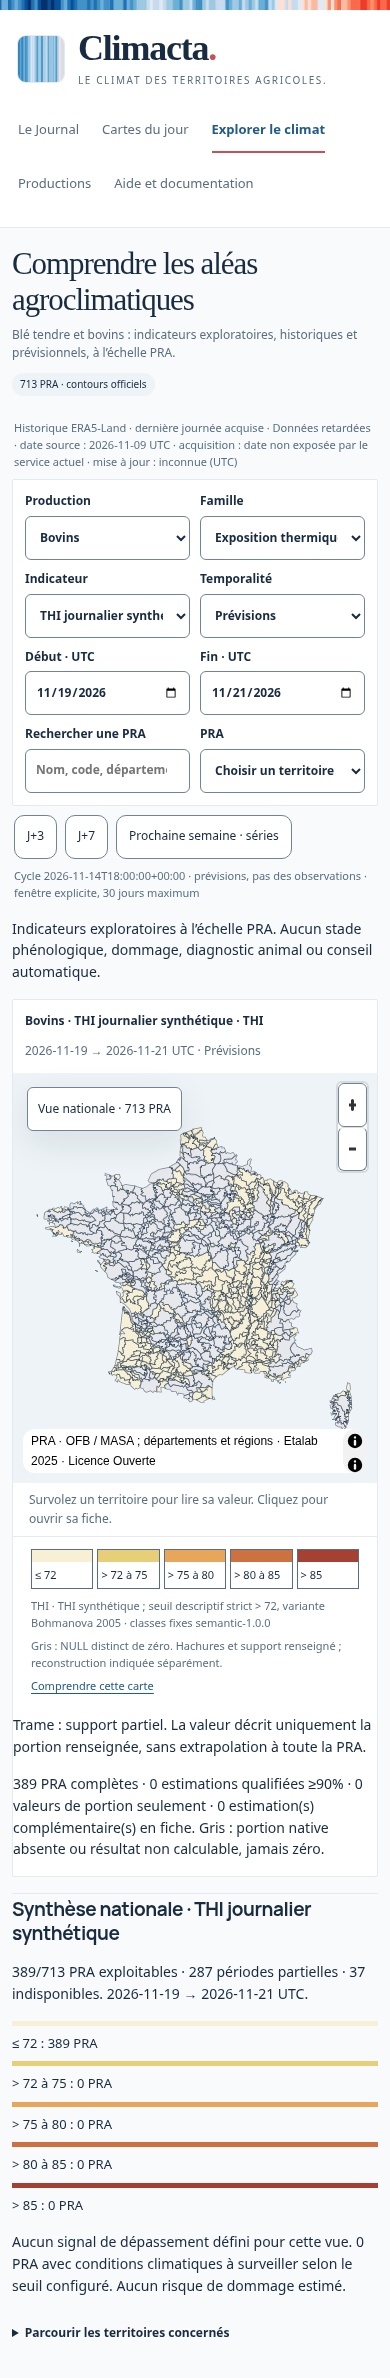 Climacta.
LE CLIMAT DES TERRITOIRES AGRICOLES.
Le Journal Cartes du jour Explorer le climat
Productions Aide et documentation
Comprendre les aléas
agroclimatiques
Blé tendre et bovins : indicateurs exploratoires, historiques et
prévisionnels, à l’échelle PRA.
713 PRA · contours officiels
Historique ERA5-Land · dernière journée acquise · Données retardées
· date source : 2026-11-09 UTC · acquisition : date non exposée par le
service actuel · mise à jour : inconnue (UTC)
Production Famille
Bovins Exposition thermiqu
Indicateur Temporalité
THI journalier synthé Prévisions
Début · UTC Fin · UTC
11/19/2026 11/21/2026
Rechercher une PRA PRA
Nom, code, départem Choisir un territoire
J+3 J+7 Prochaine semaine · séries
Cycle 2026-11-14T18:00:00+00:00 · prévisions, pas des observations ·
fenêtre explicite, 30 jours maximum
Indicateurs exploratoires à l’échelle PRA. Aucun stade
phénologique, dommage, diagnostic animal ou conseil
automatique.
Bovins · THI journalier synthétique · THI
2026-11-19 → 2026-11-21 UTC · Prévisions
Vue nationale · 713 PRA
+
−
PRA · OFB / MASA ; départements et régions · Etalab
2025 · Licence Ouverte
Survolez un territoire pour lire sa valeur. Cliquez pour
ouvrir sa fiche.
≤ 72 > 72 à 75 > 75 à 80 > 80 à 85 > 85
THI · THI synthétique ; seuil descriptif strict > 72, variante
Bohmanova 2005 · classes fixes semantic-1.0.0
Gris : NULL distinct de zéro. Hachures et support renseigné ;
reconstruction indiquée séparément.
Comprendre cette carte
Trame : support partiel. La valeur décrit uniquement la
portion renseignée, sans extrapolation à toute la PRA.
389 PRA complètes · 0 estimations qualifiées ≥90% · 0
valeurs de portion seulement · 0 estimation(s)
complémentaire(s) en fiche. Gris : portion native
absente ou résultat non calculable, jamais zéro.
Synthèse nationale · THI journalier
synthétique
389/713 PRA exploitables · 287 périodes partielles · 37
indisponibles. 2026-11-19 → 2026-11-21 UTC.
≤ 72 : 389 PRA
> 72 à 75 : 0 PRA
> 75 à 80 : 0 PRA
> 80 à 85 : 0 PRA
> 85 : 0 PRA
Aucun signal de dépassement défini pour cette vue. 0
PRA avec conditions climatiques à surveiller selon le
seuil configuré. Aucun risque de dommage estimé.
Parcourir les territoires concernés